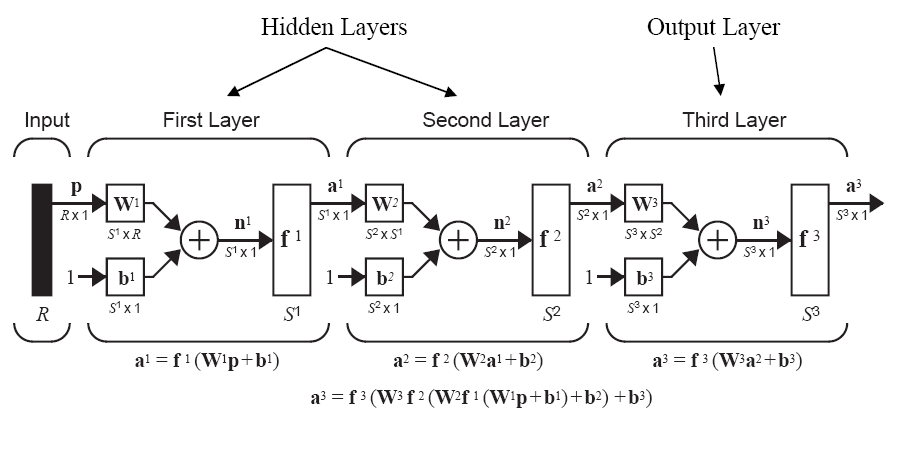 Hidden Layers Output Layer
Input First Layer Second Layer Third Layer
p a¹ a² a³
W¹ W² W³
R x 1 S¹ x 1 S² x 1 S³ x 1
S¹ x R n¹ S² x S¹ n² S³ x S² n³
+ f 1 + f 2 + f 3
S¹ x 1 S² x 1 S³ x 1
1 b¹ 1 b² 1 b³
S¹ x 1 S² x 1 S³ x 1
R S1 S2 S3
a¹ = f ¹ (W¹p+b¹) a² = f ² (W²a¹+b²) a³ = f ³ (W³a²+b³)
a³ = f ³ (W³ f ² (W²f ¹ (W¹p+b¹)+b²) +b³)